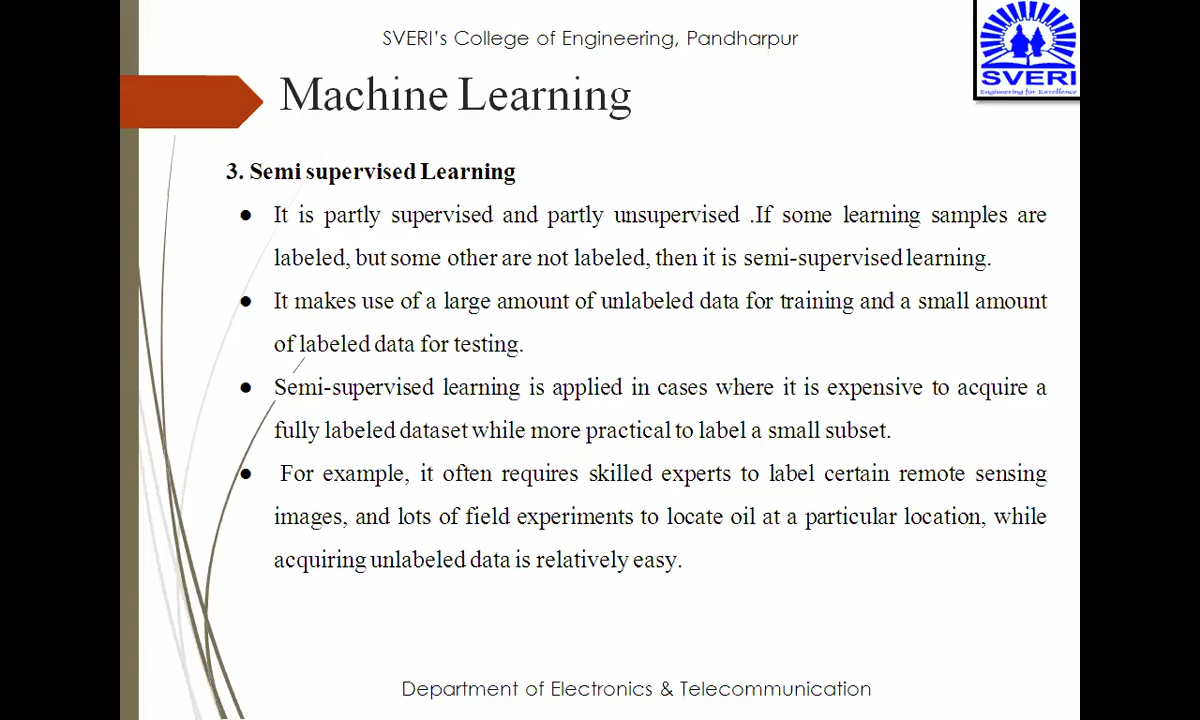 SVERI's College of Engineering, Pandharpur
SVERI
Engineering for Excellence
Machine Learning
3. Semi supervised Learning
● It is partly supervised and partly unsupervised .If some learning samples are
labeled, but some other are not labeled, then it is semi-supervised learning.
● It makes use of a large amount of unlabeled data for training and a small amount
of labeled data for testing.
● Semi-supervised learning is applied in cases where it is expensive to acquire a
fully labeled dataset while more practical to label a small subset.
● For example, it often requires skilled experts to label certain remote sensing
images, and lots of field experiments to locate oil at a particular location, while
acquiring unlabeled data is relatively easy.
Department of Electronics & Telecommunication